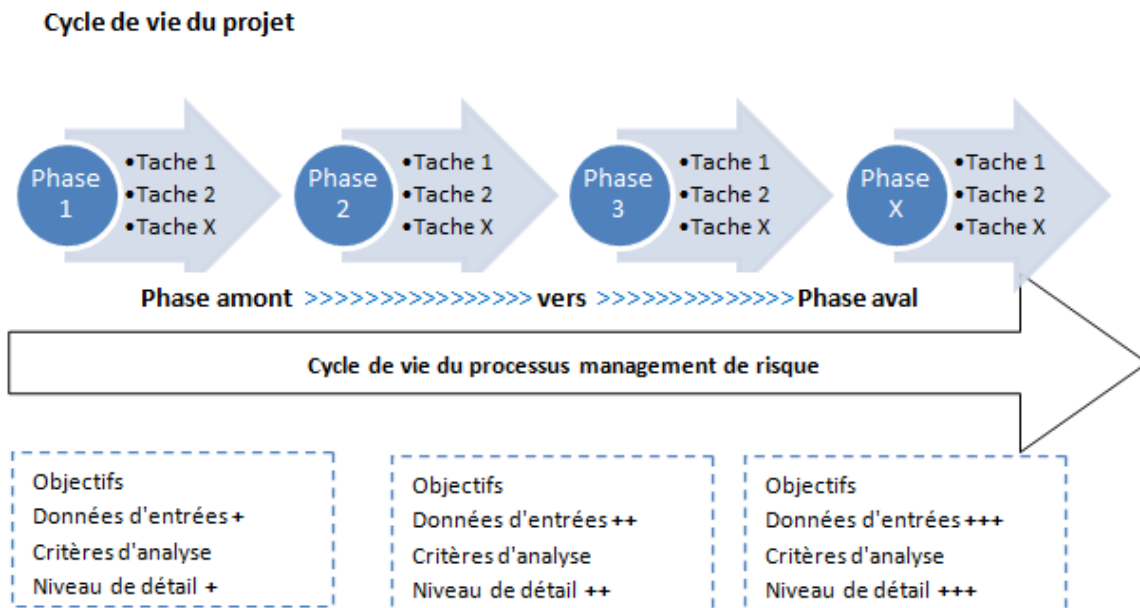 Cycle de vie du projet
Phase 1
•Tache 1
•Tache 2
•Tache X
Phase 2
•Tache 1
•Tache 2
•Tache X
Phase 3
•Tache 1
•Tache 2
•Tache X
Phase X
•Tache 1
•Tache 2
•Tache X
Phase amont >>>>>>>>>>>>>>>> vers >>>>>>>>>>>>>> Phase aval
Cycle de vie du processus management de risque
Objectifs
Données d'entrées +
Critères d'analyse
Niveau de détail +
Objectifs
Données d'entrées ++
Critères d'analyse
Niveau de détail ++
Objectifs
Données d'entrées +++
Critères d'analyse
Niveau de détail +++